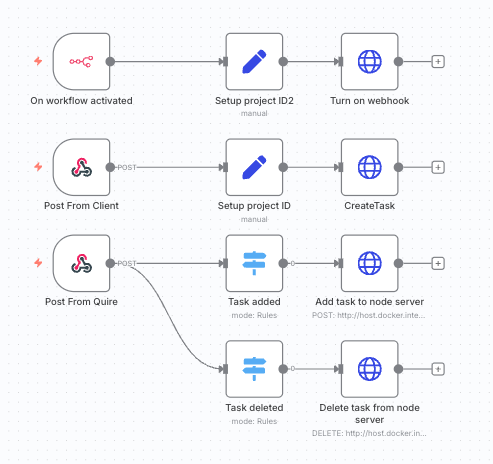 On workflow activated
Setup project ID2
manual
Turn on webhook
POST
Post From Client
Setup project ID
manual
CreateTask
POST
Post From Quire
Task added
mode: Rules
0
Add task to node server
POST: http://host.docker.inte...
Task deleted
mode: Rules
0
Delete task from node
server
DELETE: http://host.docker.in...